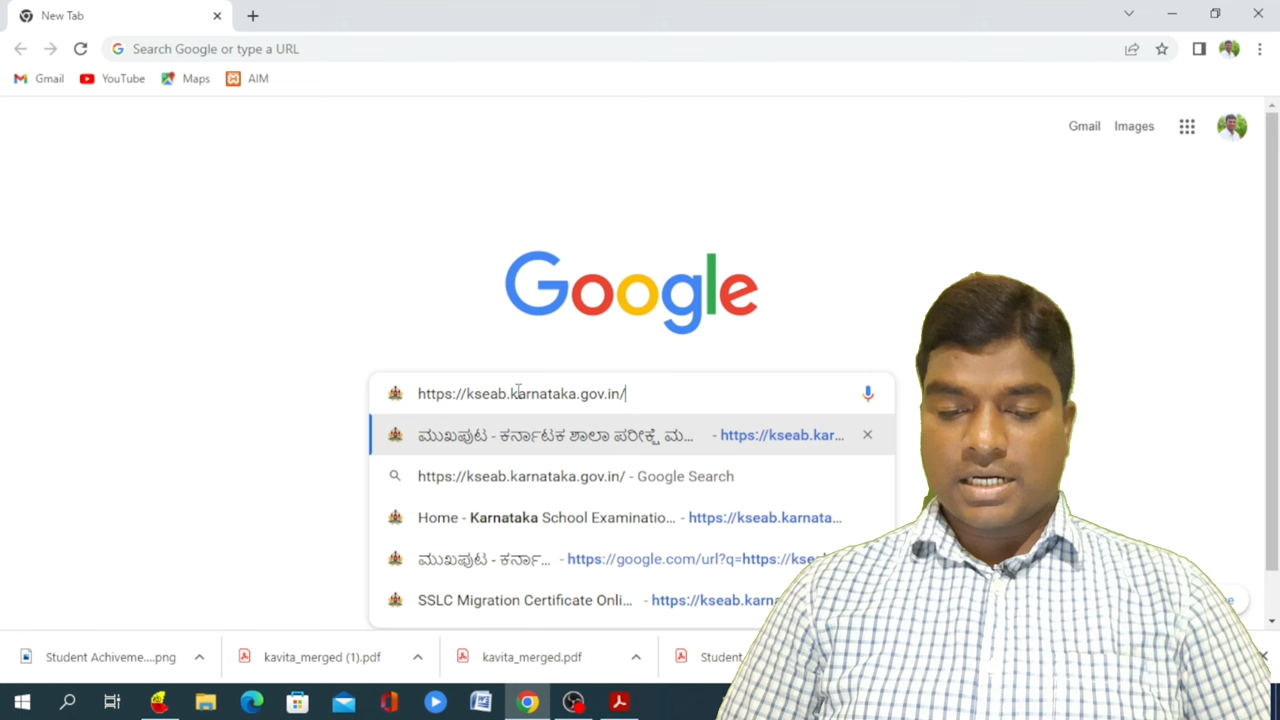 New Tab
Search Google or type a URL
Gmail YouTube Maps AIM
Gmail Images
Google
https://kseab.karnataka.gov.in/
ಮುಖಪುಟ - ಕರ್ನಾಟಕ ಶಾಲಾ ಪರೀಕ್ಷೆ ಮ... - https://kseab.kar...
https://kseab.karnataka.gov.in/ - Google Search
Home - Karnataka School Examinatio... - https://kseab.karnata...
ಮುಖಪುಟ - ಕರ್ನಾ... - https://google.com/url?q=https://kse
SSLC Migration Certificate Onli... - https://kseab.karna
Student Achiveme....png kavita_merged (1).pdf kavita_merged.pdf Student